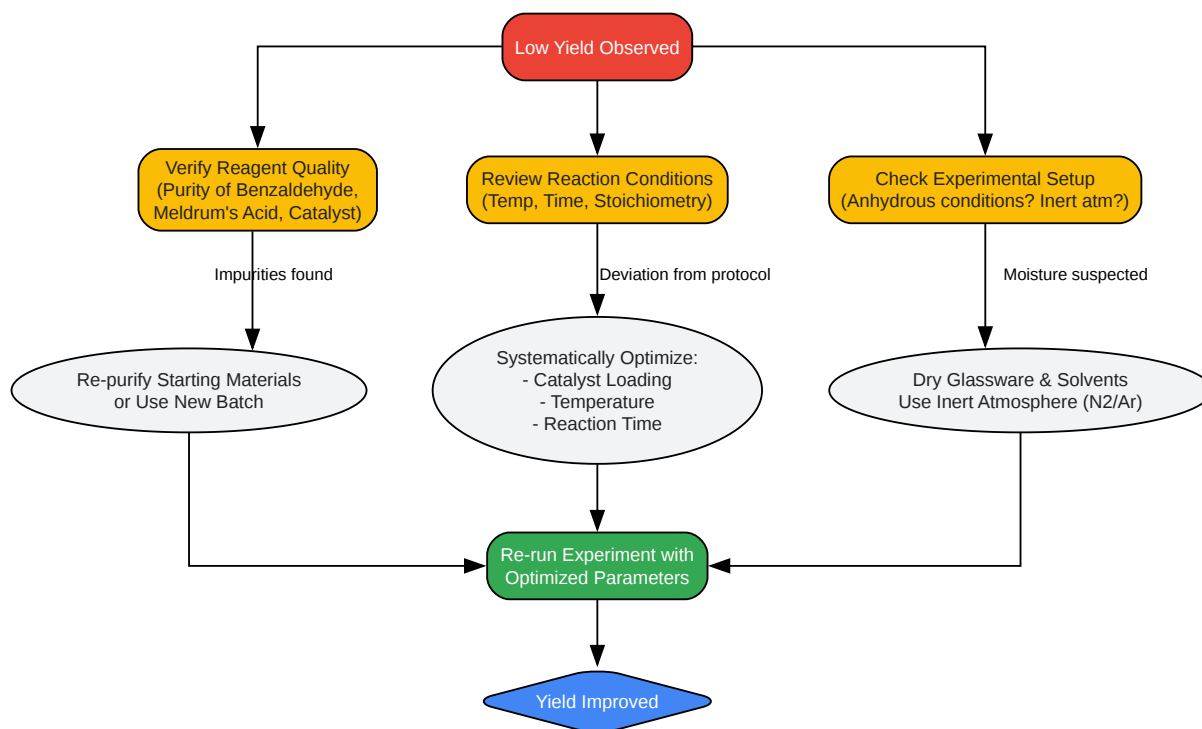 Low Yield Observed
Verify Reagent Quality
(Purity of Benzaldehyde,
Meldrum's Acid, Catalyst)
Review Reaction Conditions
(Temp, Time, Stoichiometry)
Check Experimental Setup
(Anhydrous conditions? Inert atm?)
Impurities found
Deviation from protocol
Moisture suspected
Re-purify Starting Materials
or Use New Batch
Systematically Optimize:
- Catalyst Loading
- Temperature
- Reaction Time
Dry Glassware & Solvents
Use Inert Atmosphere (N2/Ar)
Re-run Experiment with
Optimized Parameters
Yield Improved